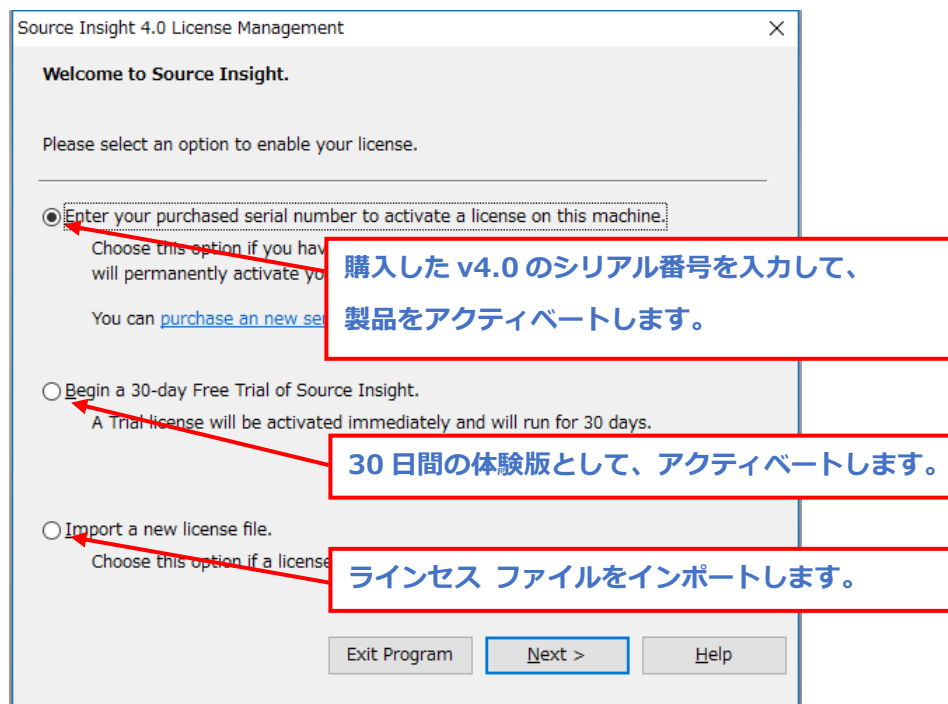 Source Insight 4.0 License Management
Welcome to Source Insight.
Please select an option to enable your license.
Enter your purchased serial number to activate a license on this machine.
Choose this option if you hav
will permanently activate yo
You can purchase an new se
購入した v4.0 のシリアル番号を入力して、
製品をアクティベートします。
Begin a 30-day Free Trial of Source Insight.
A Trial license will be activated immediately and will run for 30 days.
30 日間の体験版として、アクティベートします。
Import a new license file.
Choose this option if a license
ラインセス ファイルをインポートします。
Exit Program
Next >
Help